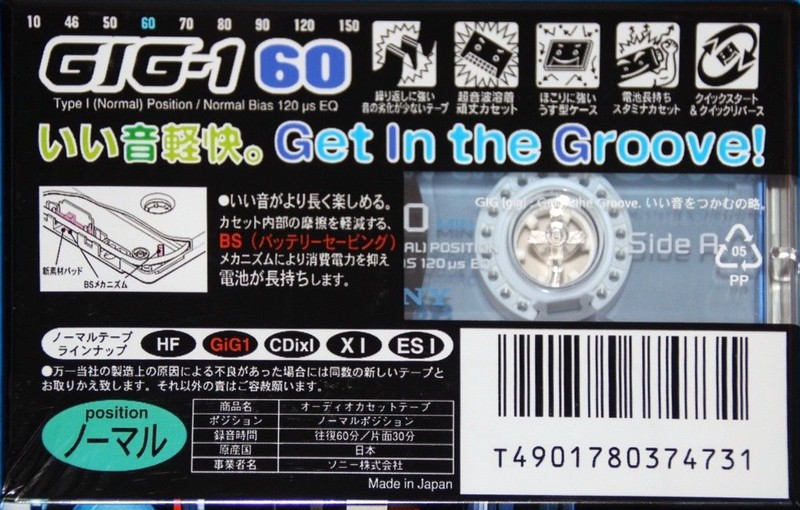 10 46 50 60 70 80 90 120 150
GIG-1 60
Type I (Normal) Position / Normal Bias 120 μs EQ
繰り返しに強い
音の劣化が少ないテープ
超音波溶着
頑丈カセット
ほこりに強い
うす型ケース
電池長持ち
スタミナカセット
クイックスタート
&クイックリバース
いい音軽快。Get In the Groove!
●いい音がより長く楽しめる。
カセット内部の摩擦を軽減する、
BS（バッテリーセービング）
メカニズムにより消費電力を抑え
電池が長持ちします。
新素材パッド
BSメカニズム
GIG [gig] - Get In the Groove. いい音をつかむの略。
0 MIN
AL) POSITION
S 120 μs EQ
Side A
NY
05
PP
ノーマルテープ
ラインナップ
HF GiG1 CDixI X I ES I
●万一当社の製造上の原因による不良があった場合には同数の新しいテープと
お取りかえ致します。それ以外の責はご容赦願います。
position
ノーマル
商品名 オーディオカセットテープ
ポジション ノーマルポジション
録音時間 往復60分／片面30分
原産国 日本
事業者名 ソニー株式会社
Made in Japan
T4901780374731